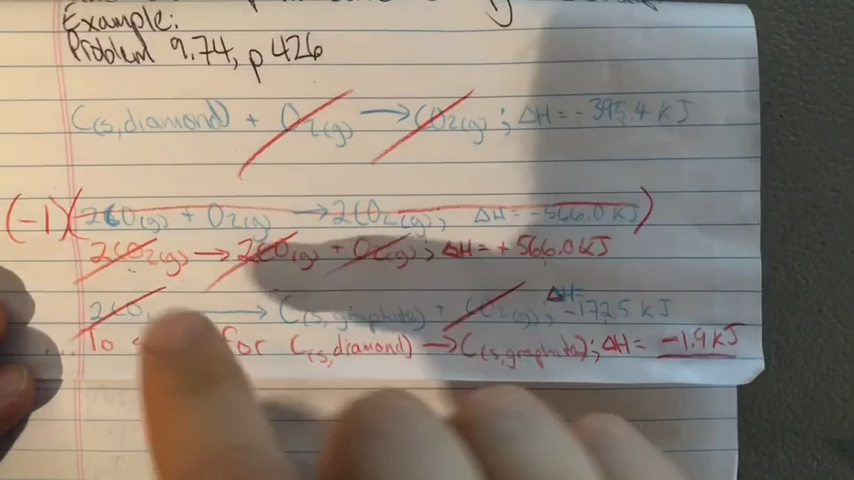 Example:
Problem 9.74, p 426
C(s, diamond) + O₂(g) → CO₂(g); ΔH = -395.4 kJ
(-1)(2CO(g) + O₂(g) → 2CO₂(g); ΔH = -566.0 kJ)
2CO₂(g) → 2CO(g) + O₂(g); ΔH = +566.0 kJ
2CO → C(s, graphite) + CO₂(g); ΔH= -172.5 kJ
To for C(s, diamond) → C(s, graphite); ΔH = -1.9 kJ